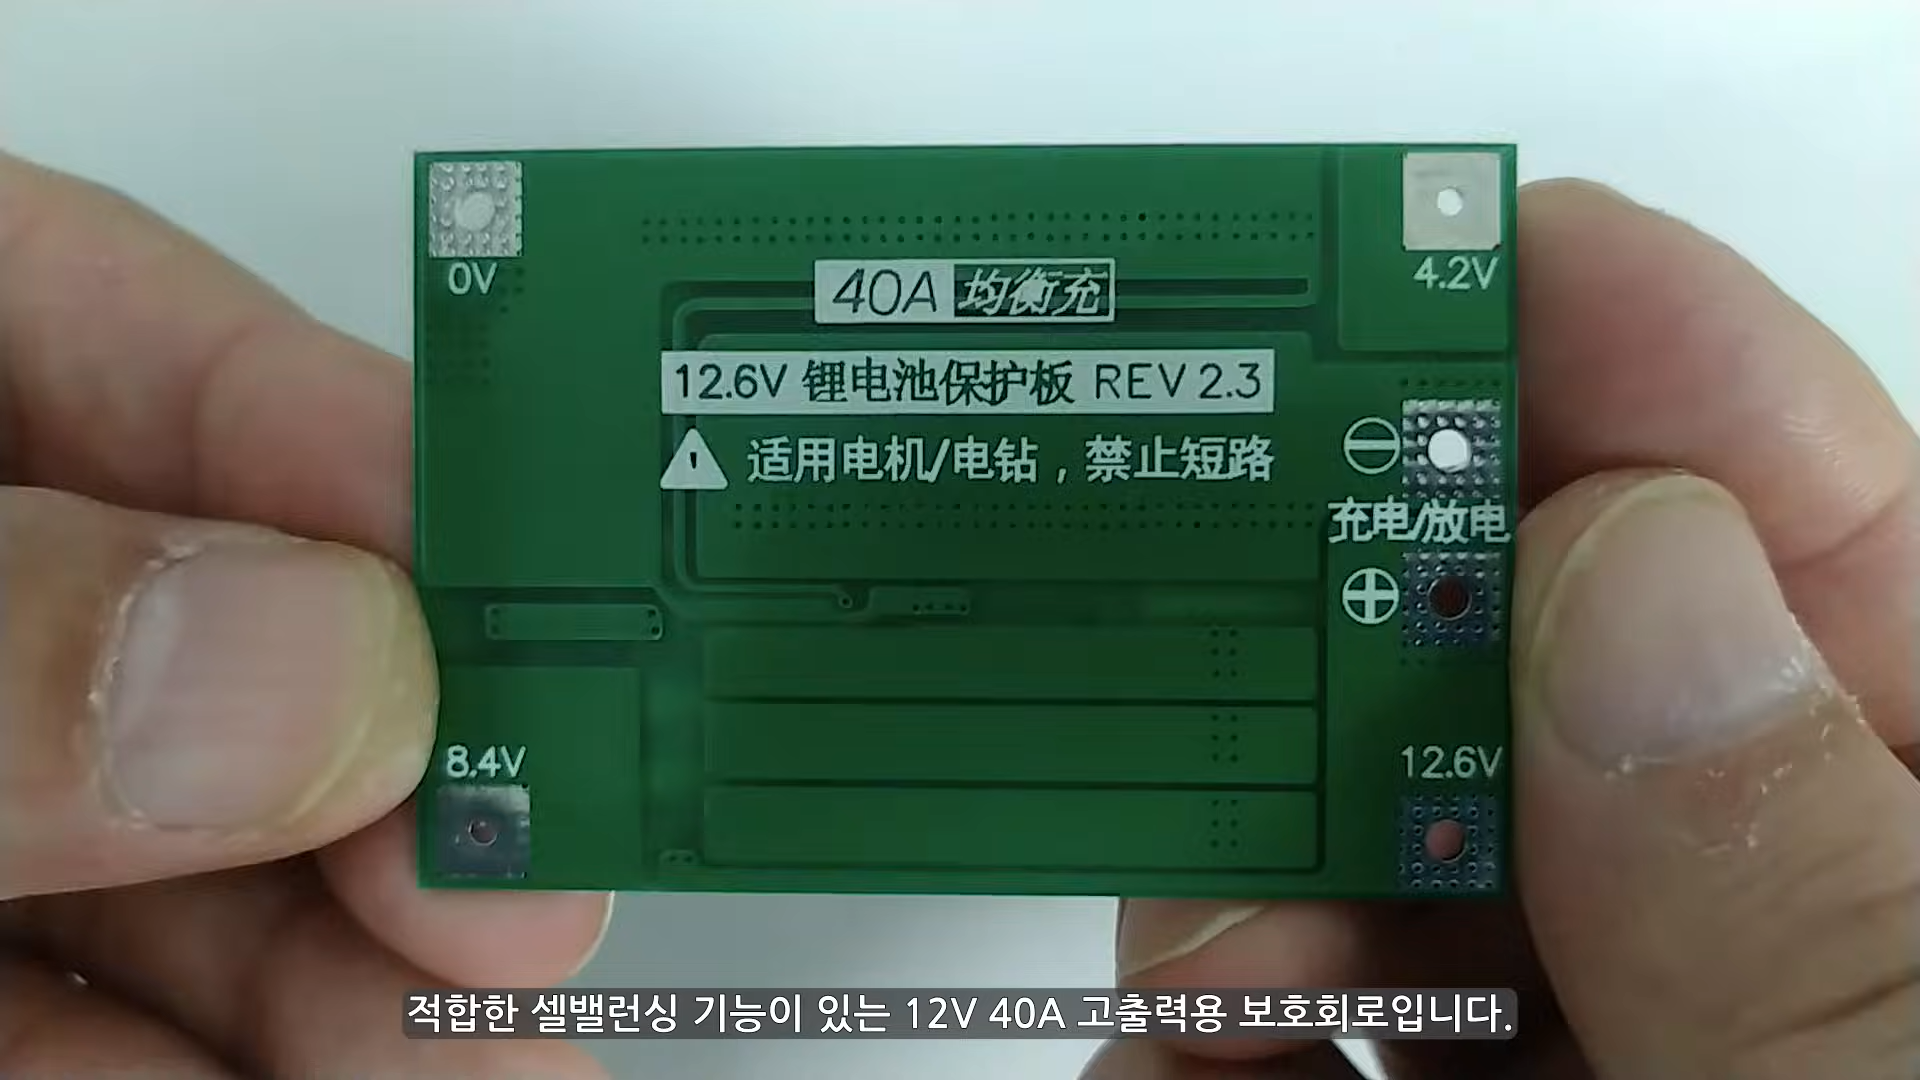 0V
4.2V
40A 均衡充
12.6V 锂电池保护板 REV 2.3
适用电机/电钻，禁止短路
充电/放电
8.4V
12.6V
적합한 셀밸런싱 기능이 있는 12V 40A 고출력용 보호회로입니다.